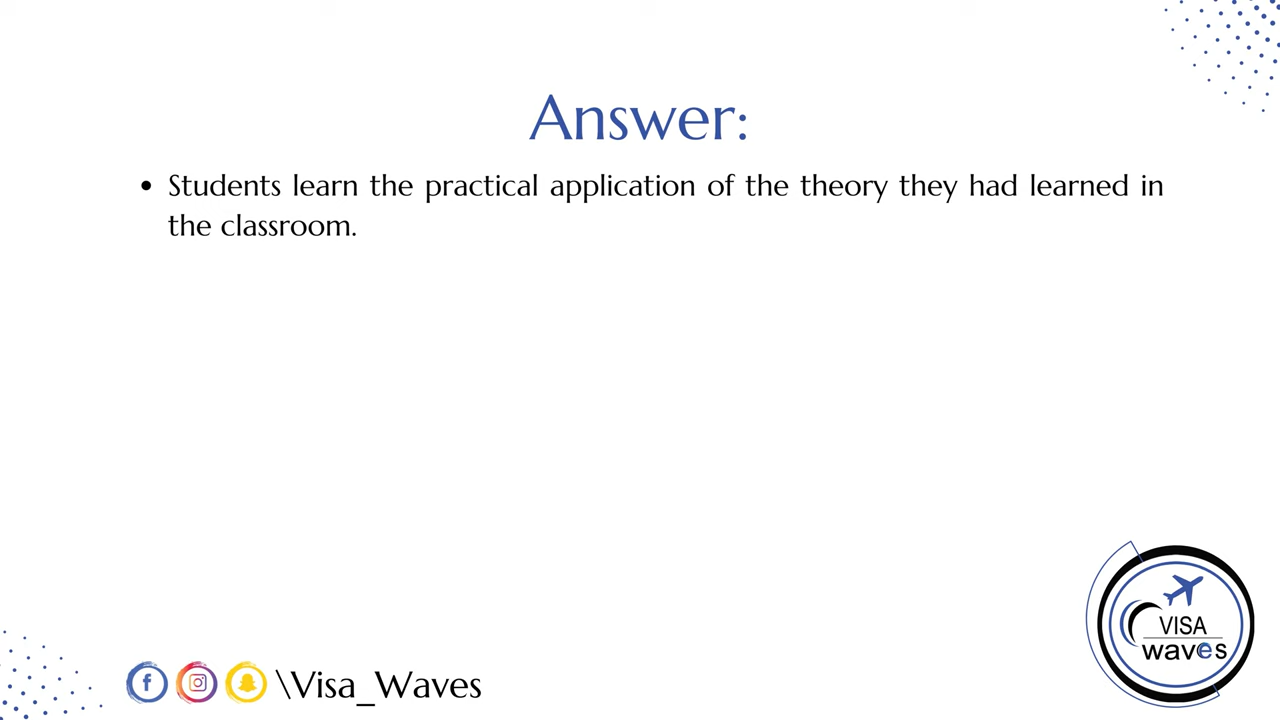 Answer:
• Students learn the practical application of the theory they had learned in
the classroom.
VISA
waves
\Visa_Waves